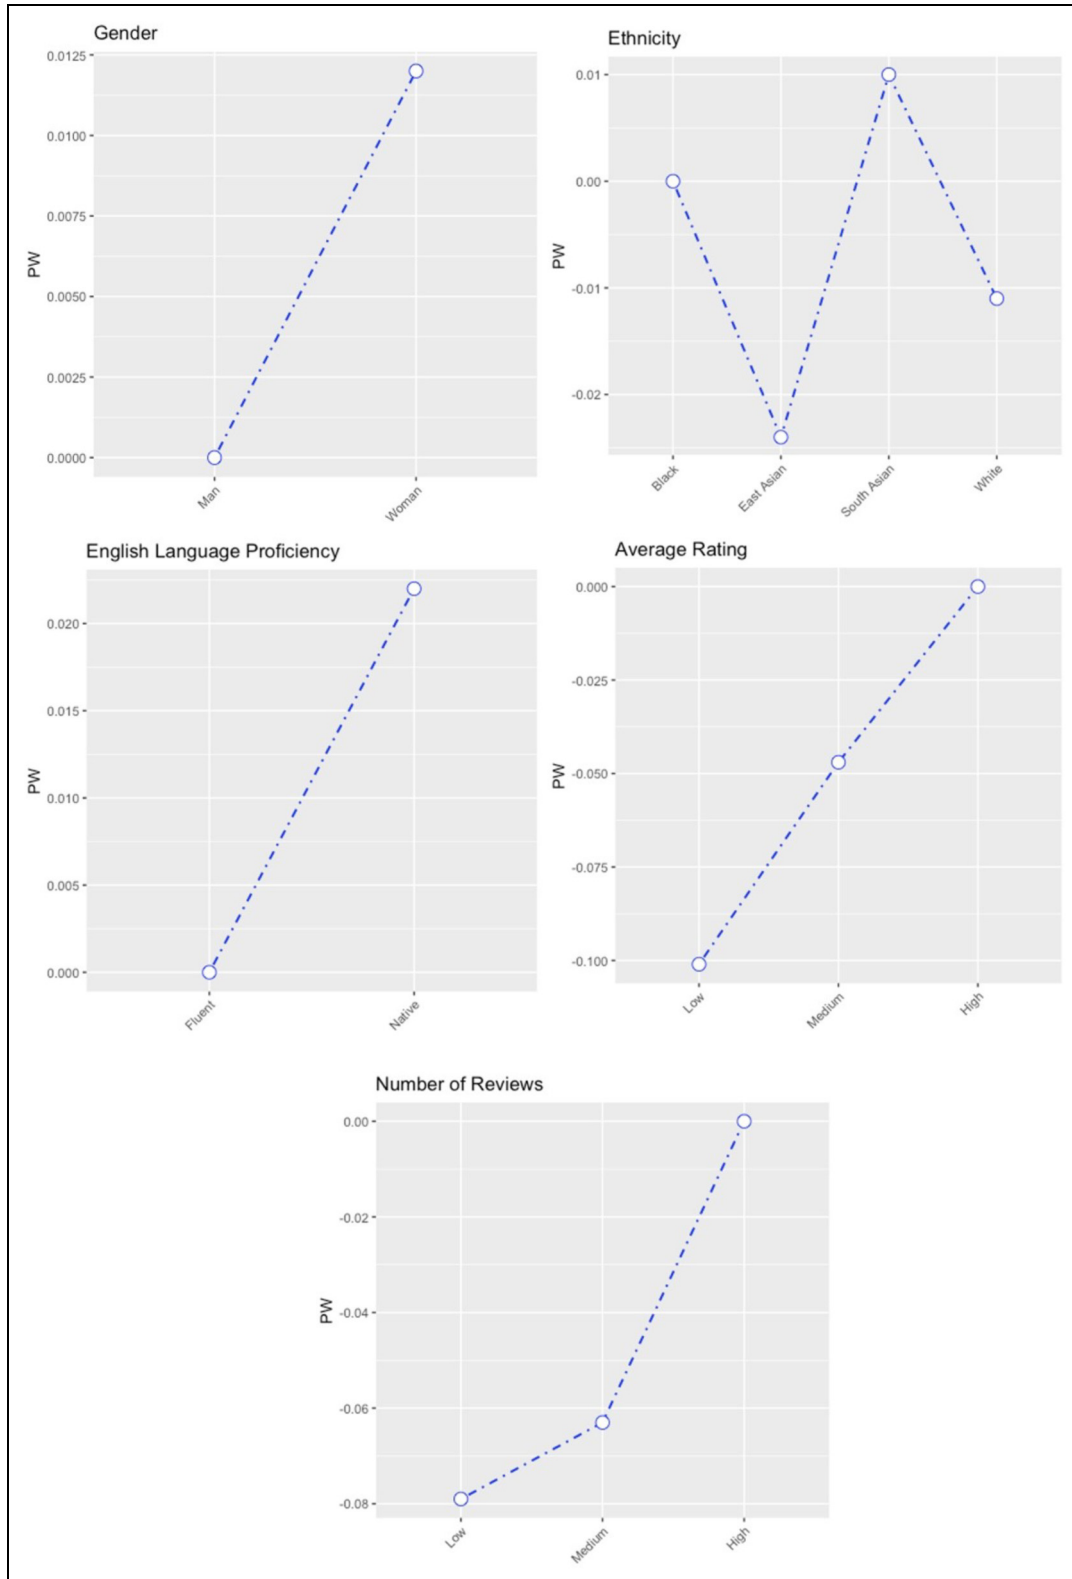 Gender
0.0125
0.0100
0.0075
0.0050
0.0025
0.0000
PW
Man
Woman
Ethnicity
0.01
0.00
-0.01
-0.02
PW
Black
East Asian
South Asian
White
English Language Proficiency
0.020
0.015
0.010
0.005
0.000
PW
Fluent
Native
Average Rating
0.000
-0.025
-0.050
-0.075
-0.100
PW
Low
Medium
High
Number of Reviews
0.00
-0.02
-0.04
-0.06
-0.08
PW
Low
Medium
High